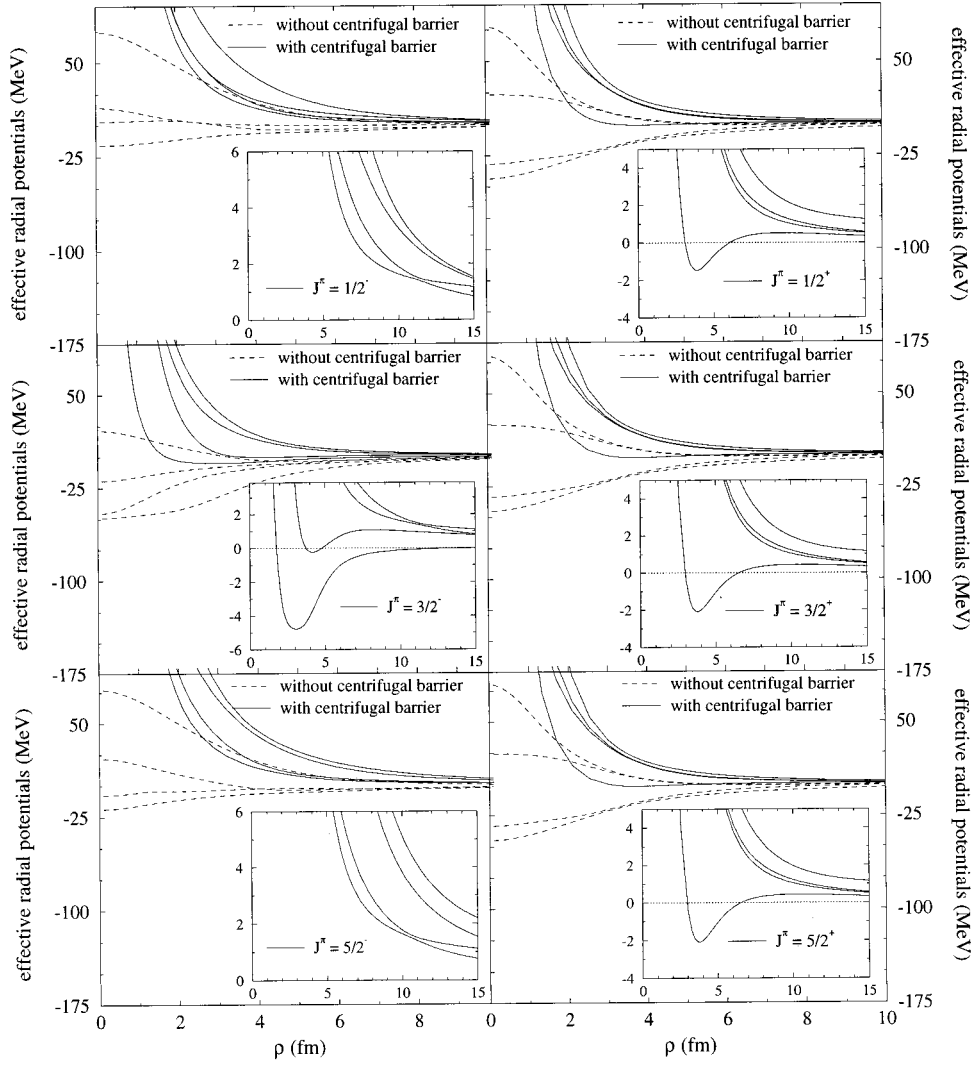 without centrifugal barrier
with centrifugal barrier
effective radial potentials (MeV)
50
-25
-100
-175
6
4
2
0
0 5 10 15
J^π = 1/2^-
without centrifugal barrier
with centrifugal barrier
effective radial potentials (MeV)
50
-25
-100
-175
4
2
0
-2
-4
0 5 10 15
J^π = 1/2^+
without centrifugal barrier
with centrifugal barrier
effective radial potentials (MeV)
50
-25
-100
-175
2
0
-2
-4
-6
0 5 10 15
J^π = 3/2^-
without centrifugal barrier
with centrifugal barrier
effective radial potentials (MeV)
50
-25
-100
-175
4
2
0
-2
-4
0 5 10 15
J^π = 3/2^+
without centrifugal barrier
with centrifugal barrier
effective radial potentials (MeV)
50
-25
-100
-175
6
4
2
0
0 5 10 15
J^π = 5/2^-
0 2 4 6 8
ρ (fm)
without centrifugal barrier
with centrifugal barrier
effective radial potentials (MeV)
50
-25
-100
-175
4
2
0
-2
-4
0 5 10 15
J^π = 5/2^+
0 2 4 6 8 10
ρ (fm)